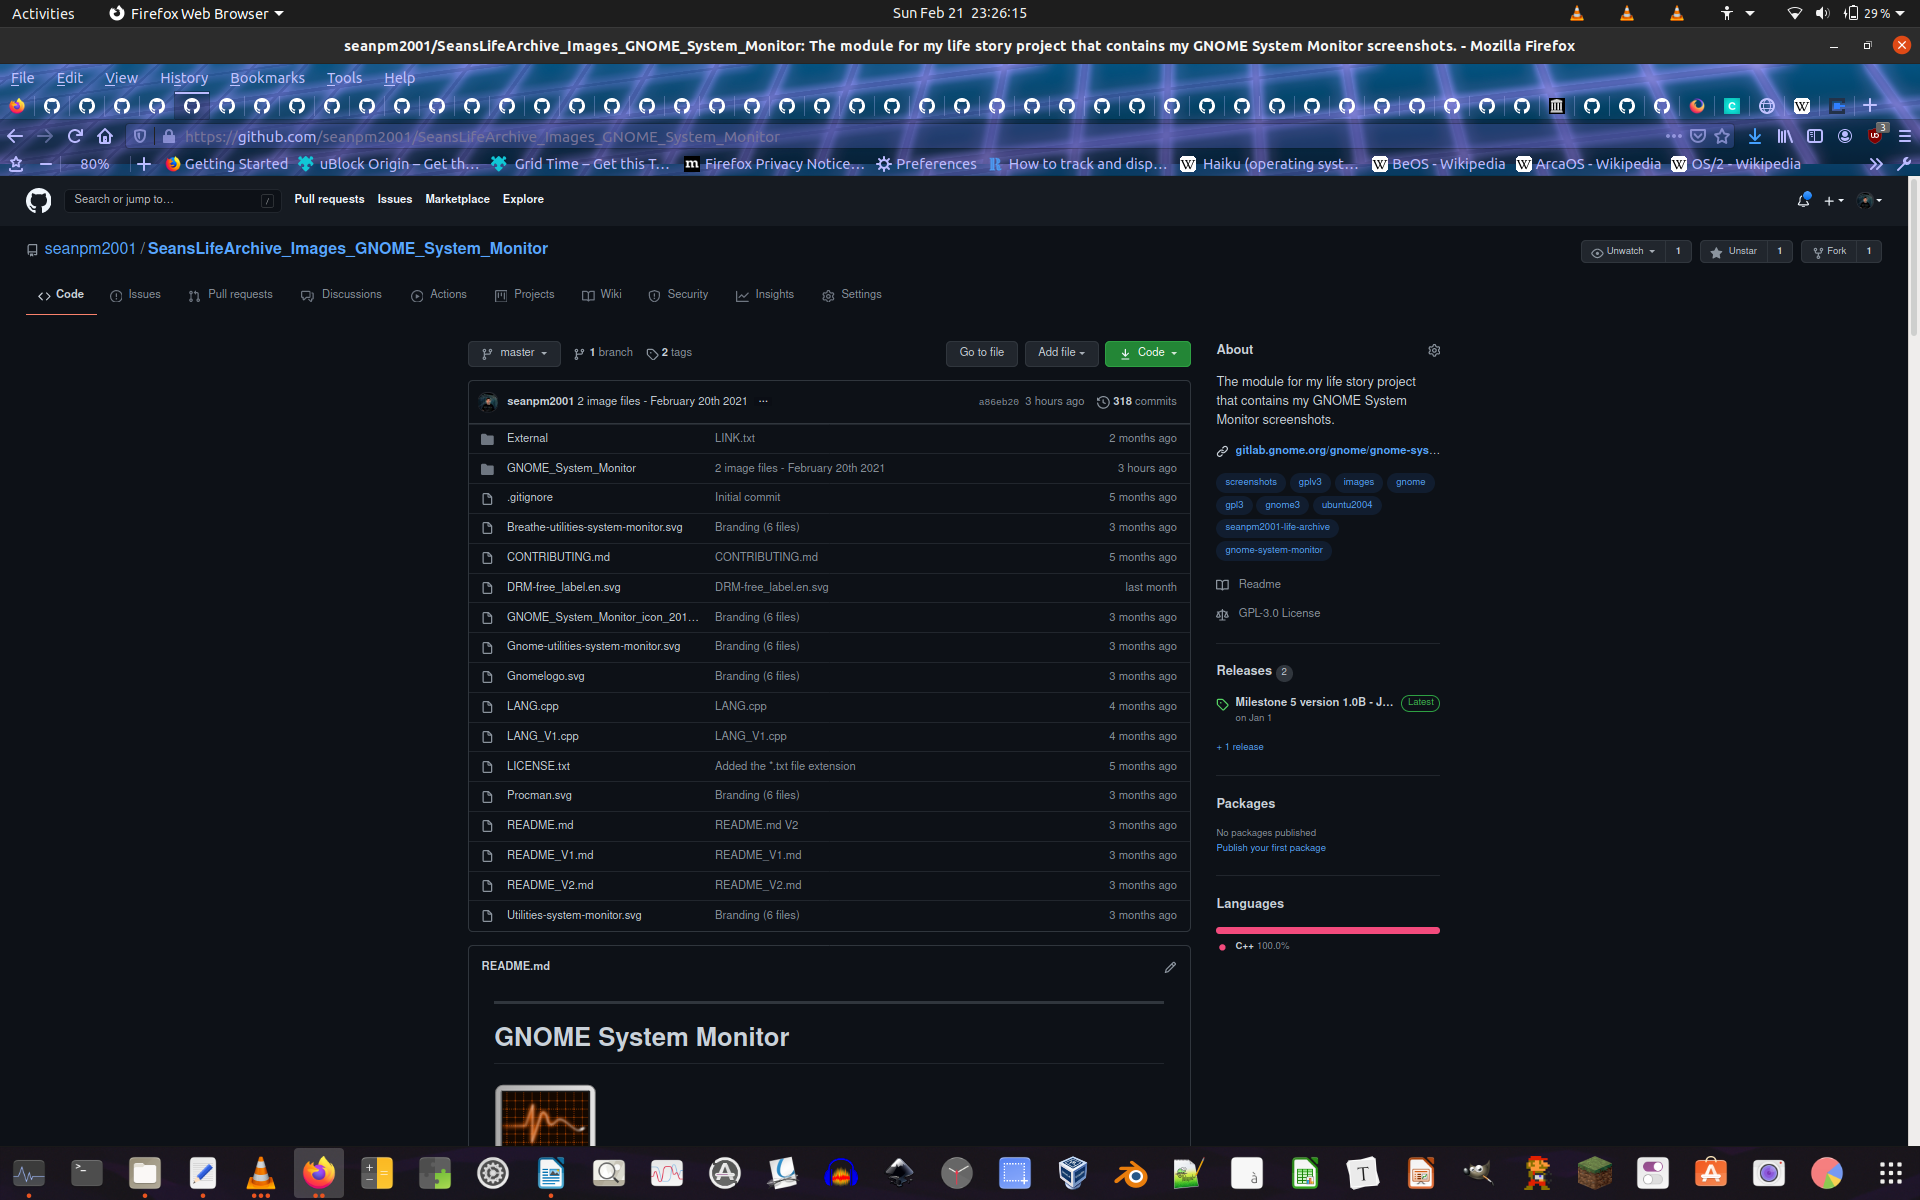 Activities
Firefox Web Browser
Sun Feb 21 23:26:15
29 %
seanpm2001/SeansLifeArchive_Images_GNOME_System_Monitor: The module for my life story project that contains my GNOME System Monitor screenshots. - Mozilla Firefox
File Edit View History Bookmarks Tools Help
https://github.com/seanpm2001/SeansLifeArchive_Images_GNOME_System_Monitor
3
80%
Getting Started
uBlock Origin – Get th…
Grid Time – Get this T…
Firefox Privacy Notice…
Preferences
How to track and disp…
Haiku (operating syst…
BeOS - Wikipedia
ArcaOS - Wikipedia
OS/2 - Wikipedia
Search or jump to…
/
Pull requests Issues Marketplace Explore
seanpm2001 / SeansLifeArchive_Images_GNOME_System_Monitor
Unwatch 1
Unstar 1
Fork 1
Code Issues Pull requests Discussions Actions Projects Wiki Security Insights Settings
master 1 branch 2 tags
Go to file Add file Code
seanpm2001 2 image files - February 20th 2021 ... a86eb20 3 hours ago 318 commits
External LINK.txt 2 months ago
GNOME_System_Monitor 2 image files - February 20th 2021 3 hours ago
.gitignore Initial commit 5 months ago
Breathe-utilities-system-monitor.svg Branding (6 files) 3 months ago
CONTRIBUTING.md CONTRIBUTING.md 5 months ago
DRM-free_label.en.svg DRM-free_label.en.svg last month
GNOME_System_Monitor_icon_201… Branding (6 files) 3 months ago
Gnome-utilities-system-monitor.svg Branding (6 files) 3 months ago
Gnomelogo.svg Branding (6 files) 3 months ago
LANG.cpp LANG.cpp 4 months ago
LANG_V1.cpp LANG_V1.cpp 4 months ago
LICENSE.txt Added the *.txt file extension 5 months ago
Procman.svg Branding (6 files) 3 months ago
README.md README.md V2 3 months ago
README_V1.md README_V1.md 3 months ago
README_V2.md README_V2.md 3 months ago
Utilities-system-monitor.svg Branding (6 files) 3 months ago
README.md
GNOME System Monitor
About
The module for my life story project
that contains my GNOME System
Monitor screenshots.
gitlab.gnome.org/gnome/gnome-sys…
screenshots gplv3 images gnome
gpl3 gnome3 ubuntu2004
seanpm2001-life-archive
gnome-system-monitor
Readme
GPL-3.0 License
Releases 2
Milestone 5 version 1.0B - J… Latest
on Jan 1
+ 1 release
Packages
No packages published
Publish your first package
Languages
C++ 100.0%